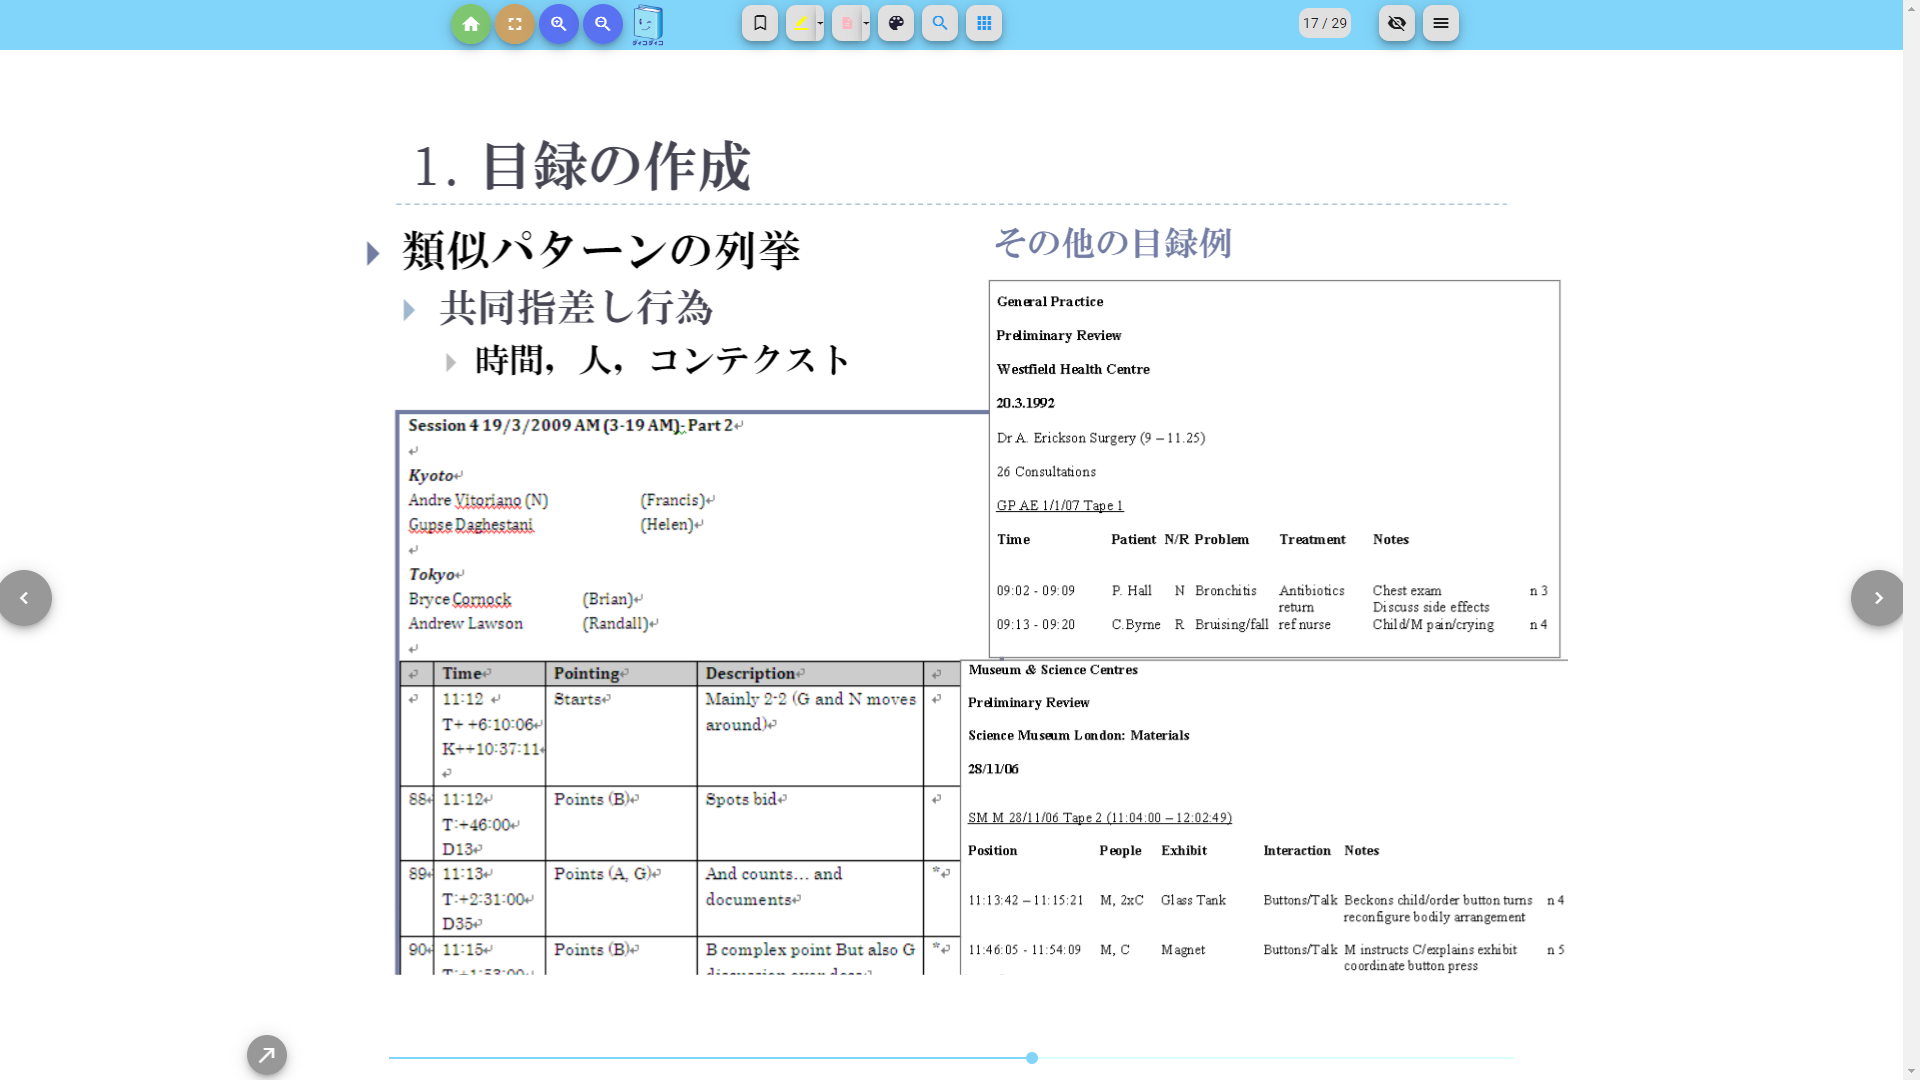 ダイコダイコ
17 / 29
1. 目録の作成
類似パターンの列挙
共同指差し行為
時間，人，コンテクスト
Session 4 19/3/2009 AM (3-19 AM)- Part 2
Kyoto
Andre Vitoriano (N) (Francis)
Gupse Daghestani (Helen)
Tokyo
Bryce Cornock (Brian)
Andrew Lawson (Randall)
Time Pointing Description
11:12 Starts Mainly 2-2 (G and N moves
T+ +6:10:06 around)
K++10:37:11
88 11:12 Points (B) Spots bid
T:+46:00
D13
89 11:13 Points (A, G) And counts... and *
T:+2:31:00 documents
D35
90 11:15 Points (B) B complex point But also G *
T:+1:53:00 discussion over
その他の目録例
General Practice
Preliminary Review
Westfield Health Centre
20.3.1992
Dr A. Erickson Surgery (9 – 11.25)
26 Consultations
GP AE 1/1/07 Tape 1
Time Patient N/R Problem Treatment Notes
09:02 - 09:09 P. Hall N Bronchitis Antibiotics Chest exam n 3
return Discuss side effects
09:13 - 09:20 C.Byrne R Bruising/fall ref nurse Child/M pain/crying n 4
Museum & Science Centres
Preliminary Review
Science Museum London: Materials
28/11/06
SM M 28/11/06 Tape 2 (11:04:00 – 12:02:49)
Position People Exhibit Interaction Notes
11:13:42 – 11:15:21 M, 2xC Glass Tank Buttons/Talk Beckons child/order button turns n 4
reconfigure bodily arrangement
11:46:05 - 11:54:09 M, C Magnet Buttons/Talk M instructs C/explains exhibit n 5
coordinate button press